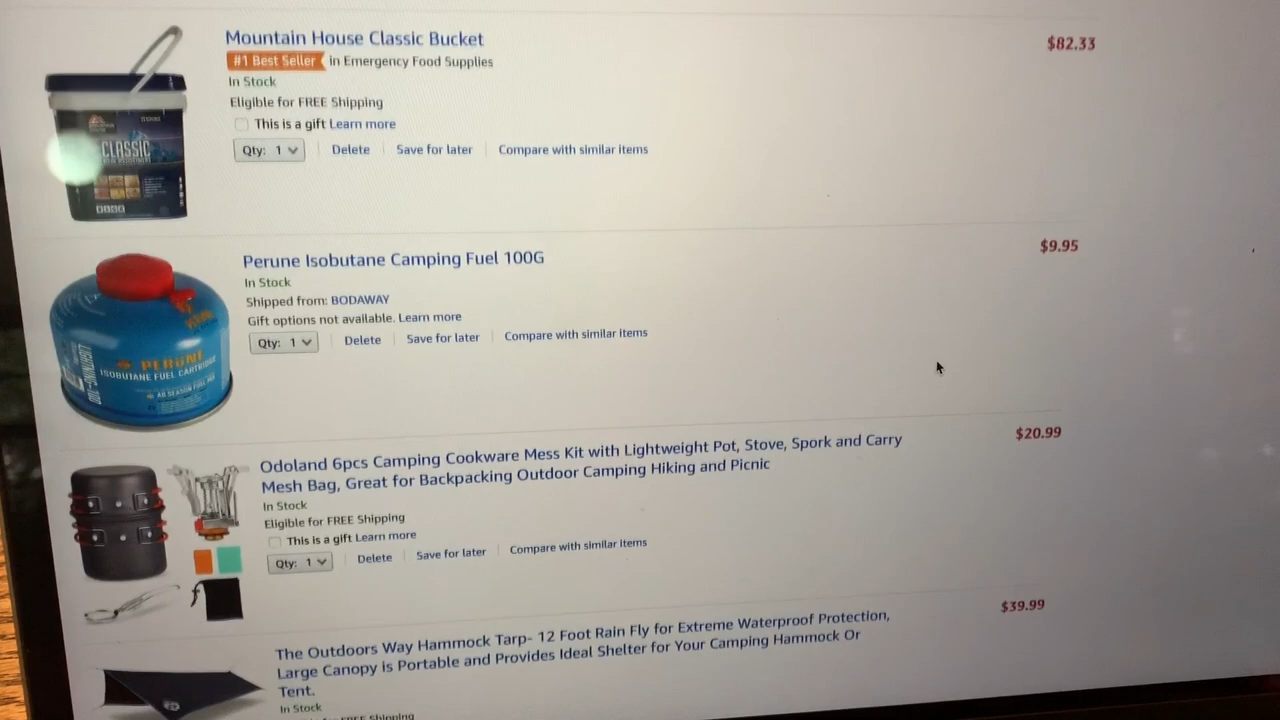 Mountain House Classic Bucket
$82.33
#1 Best Seller in Emergency Food Supplies
In Stock
Eligible for FREE Shipping
This is a gift Learn more
Qty: 1 Delete Save for later Compare with similar items
CLASSIC
Perune Isobutane Camping Fuel 100G
$9.95
In Stock
Shipped from: BODAWAY
Gift options not available. Learn more
Qty: 1 Delete Save for later Compare with similar items
PERUNE
ISOBUTANE FUEL CARTRIDGE
Odoland 6pcs Camping Cookware Mess Kit with Lightweight Pot, Stove, Spork and Carry
$20.99
Mesh Bag, Great for Backpacking Outdoor Camping Hiking and Picnic
In Stock
Eligible for FREE Shipping
This is a gift Learn more
Qty: 1 Delete Save for later Compare with similar items
The Outdoors Way Hammock Tarp- 12 Foot Rain Fly for Extreme Waterproof Protection,
$39.99
Large Canopy is Portable and Provides Ideal Shelter for Your Camping Hammock Or
Tent.
In Stock
FREE Shipping